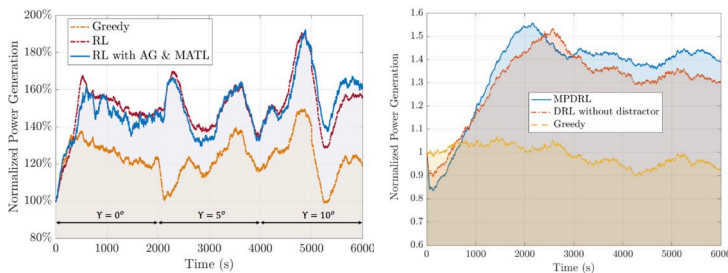 200%
180%
160%
140%
120%
100%
80%
Normalized Power Generation
Greedy
RL
RL with AG & MATL
ϒ = 0°
ϒ = 5°
ϒ = 10°
0
1000
2000
3000
4000
5000
6000
Time (s)
1.6
1.5
1.4
1.3
1.2
1.1
1
0.9
0.8
0.7
0.6
Normalized Power Generation
MPDRL
DRL without distractor
Greedy
0
1000
2000
3000
4000
5000
6000
Time (s)